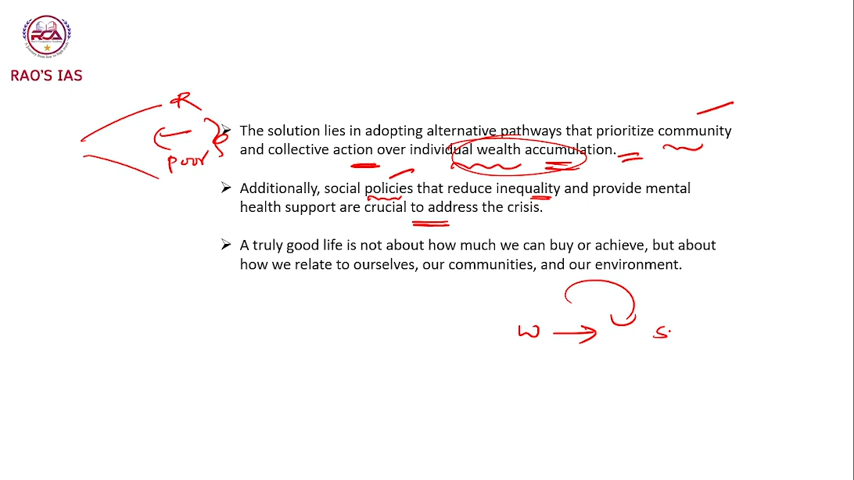 RCA
RAO'S IAS
R
poor
➢ The solution lies in adopting alternative pathways that prioritize community
and collective action over individual wealth accumulation.
➢ Additionally, social policies that reduce inequality and provide mental
health support are crucial to address the crisis.
➢ A truly good life is not about how much we can buy or achieve, but about
how we relate to ourselves, our communities, and our environment.
W → S.